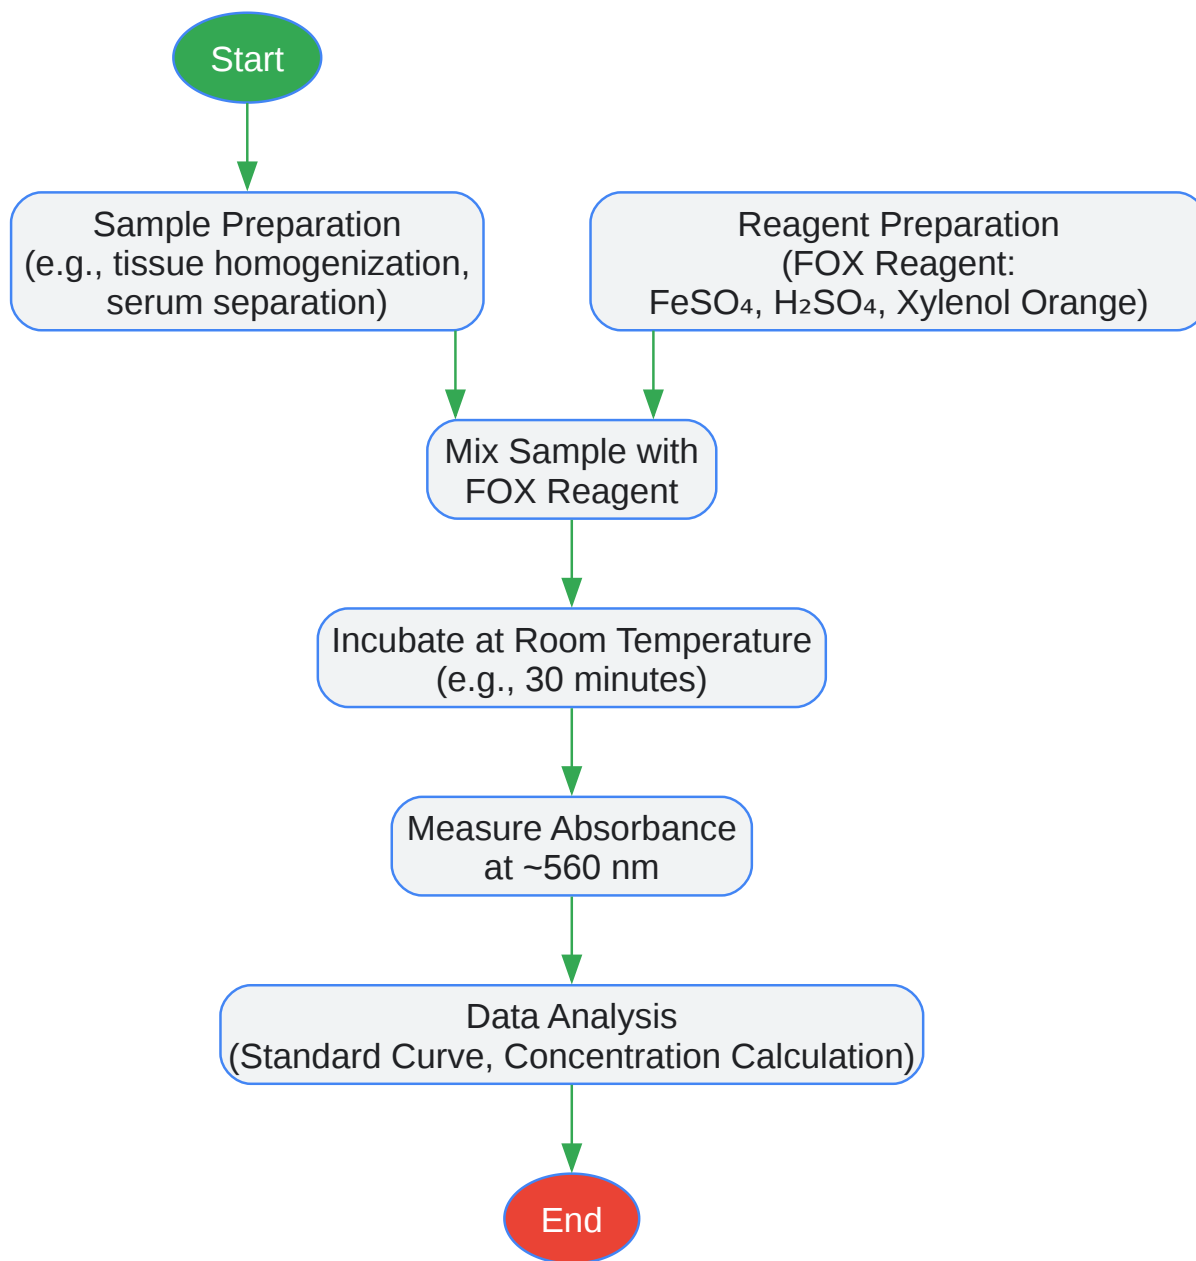 Start
Sample Preparation
(e.g., tissue homogenization,
serum separation)
Reagent Preparation
(FOX Reagent:
FeSO₄, H₂SO₄, Xylenol Orange)
Mix Sample with
FOX Reagent
Incubate at Room Temperature
(e.g., 30 minutes)
Measure Absorbance
at ~560 nm
Data Analysis
(Standard Curve, Concentration Calculation)
End